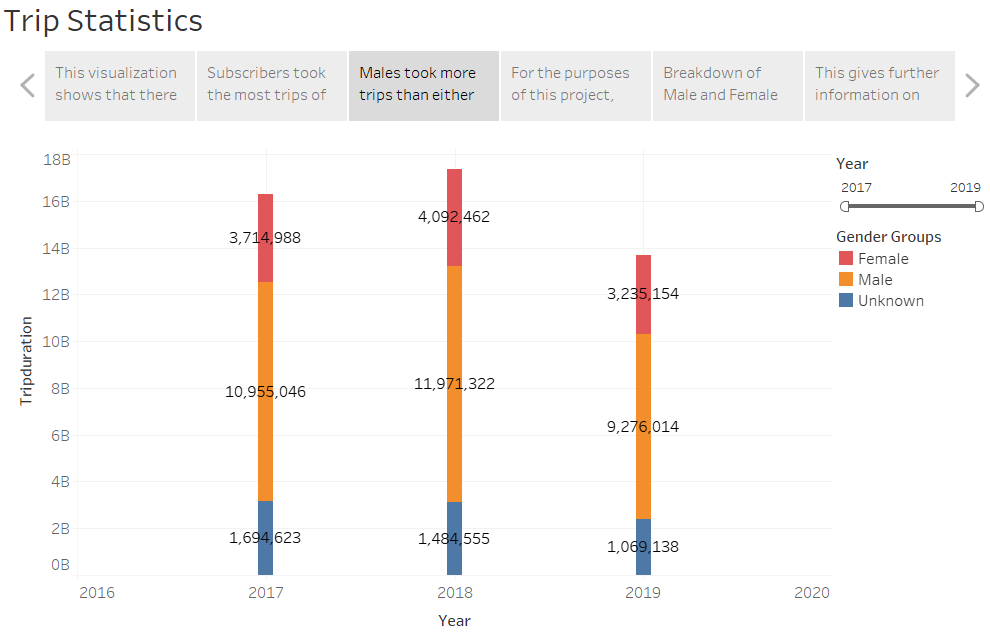 Trip Statistics
This visualization
shows that there
Subscribers took
the most trips of
Males took more
trips than either
For the purposes
of this project,
Breakdown of
Male and Female
This gives further
information on
Year
2017 2019
Gender Groups
Female
Male
Unknown
Tripduration
18B
16B
14B
12B
10B
8B
6B
4B
2B
0B
3,714,988
10,955,046
1,694,623
4,092,462
11,971,322
1,484,555
3,235,154
9,276,014
1,069,138
2016 2017 2018 2019 2020
Year